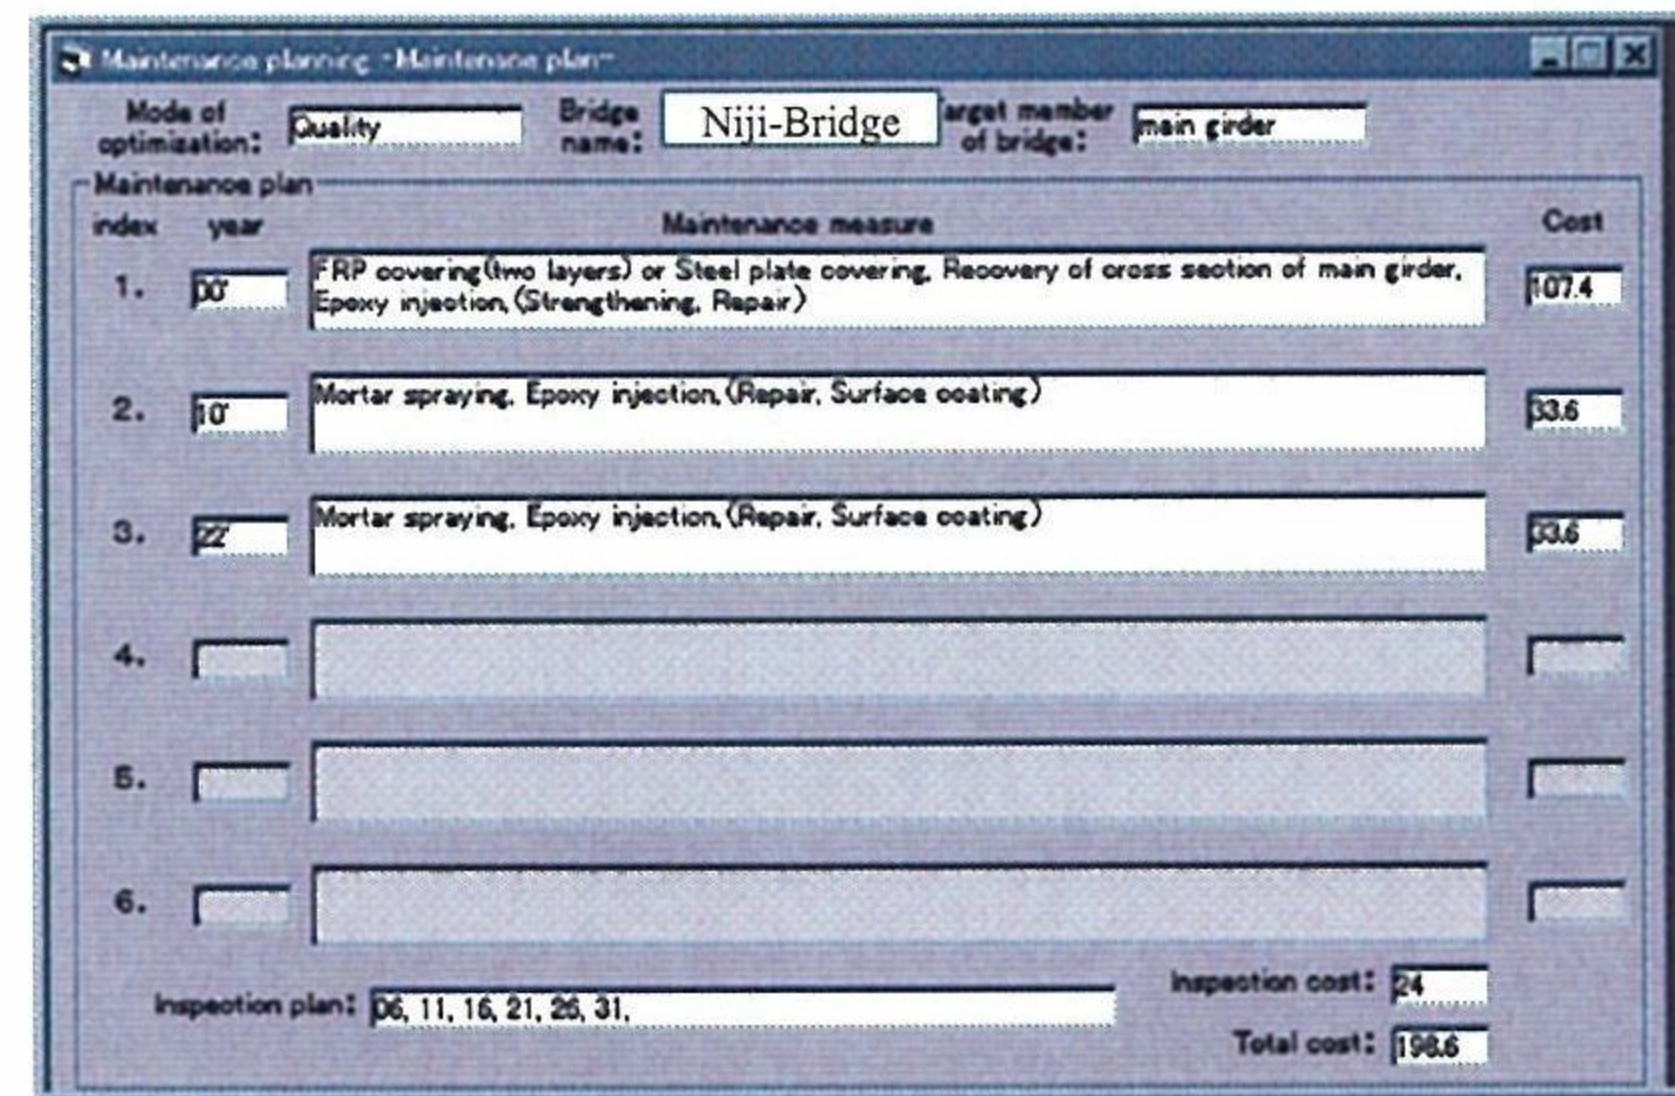 Maintenance planning -Maintenane plan-
Mode of optimization: Quality Bridge name: Niji-Bridge arget member of bridge: main girder
Maintenance plan
index year Maintenance measure Cost
1. 00' FRP covering(two layers) or Steel plate covering, Recovery of cross section of main girder, 107.4
Epoxy injection,(Strengthening, Repair)
2. 10' Mortar spraying, Epoxy injection,(Repair, Surface coating) 33.6
3. 22' Mortar spraying, Epoxy injection,(Repair, Surface coating) 33.6
4.
5.
6.
Inspection cost: 24
Inspection plan: 06, 11, 16, 21, 26, 31,
Total cost: 198.6